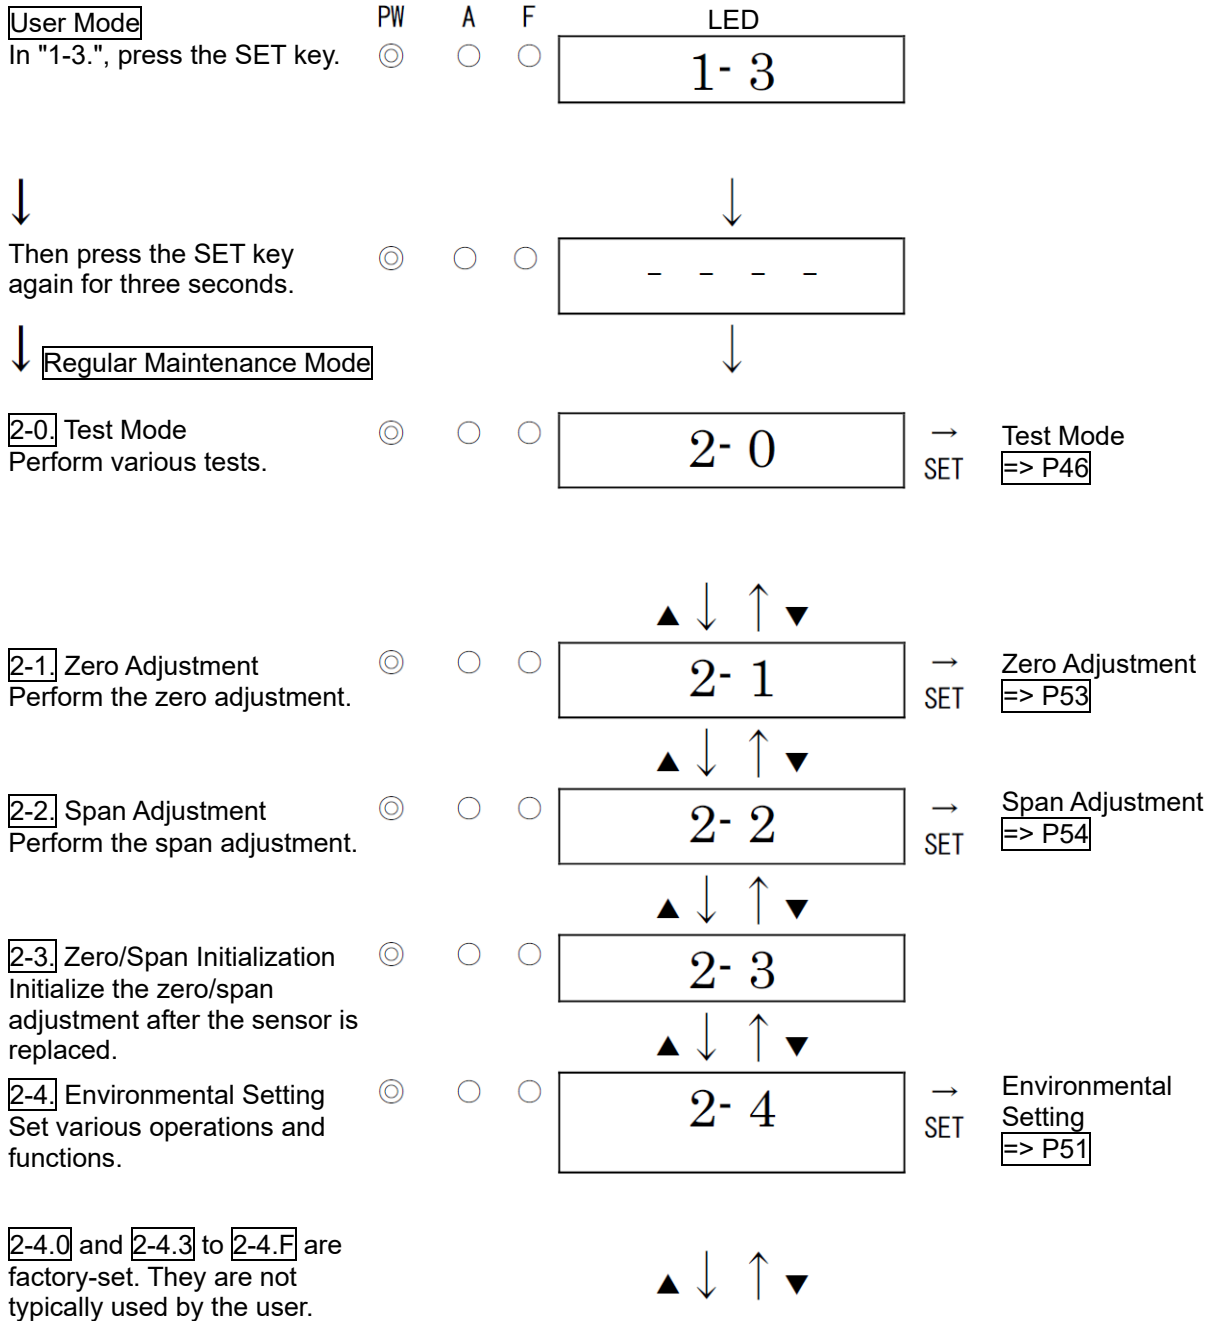 User Mode PW A F LED
In "1-3.", press the SET key. ◎ ○ ○ 1- 3
↓ ↓
Then press the SET key ◎ ○ ○ - - - -
again for three seconds.
↓ Regular Maintenance Mode ↓
2-0. Test Mode ◎ ○ ○ 2- 0 → Test Mode
Perform various tests. SET => P46
▲ ↓ ↑ ▼
2-1. Zero Adjustment ◎ ○ ○ 2- 1 → Zero Adjustment
Perform the zero adjustment. SET => P53
▲ ↓ ↑ ▼
2-2. Span Adjustment ◎ ○ ○ 2- 2 → Span Adjustment
Perform the span adjustment. SET => P54
▲ ↓ ↑ ▼
2-3. Zero/Span Initialization ◎ ○ ○ 2- 3
Initialize the zero/span
adjustment after the sensor is
replaced.
▲ ↓ ↑ ▼
2-4. Environmental Setting ◎ ○ ○ 2- 4 → Environmental
Set various operations and SET Setting
functions. => P51
2-4.0 and 2-4.3 to 2-4.F are
factory-set. They are not
typically used by the user.
▲ ↓ ↑ ▼